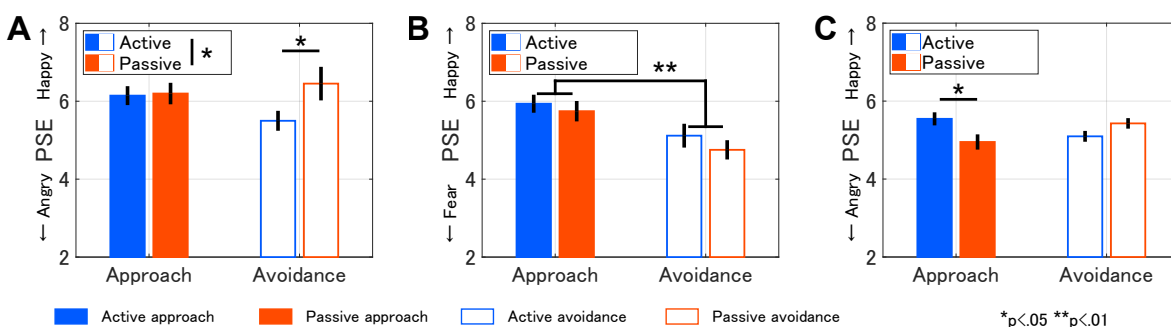 A
8
6
4
2
← Angry PSE Happy →
Active
Passive
*
*
Approach Avoidance
B
8
6
4
2
← Fear PSE Happy →
Active
Passive
**
Approach Avoidance
C
8
6
4
2
← Angry PSE Happy →
Active
Passive
*
Approach Avoidance
Active approach Passive approach Active avoidance Passive avoidance
*p<.05 **p<.01